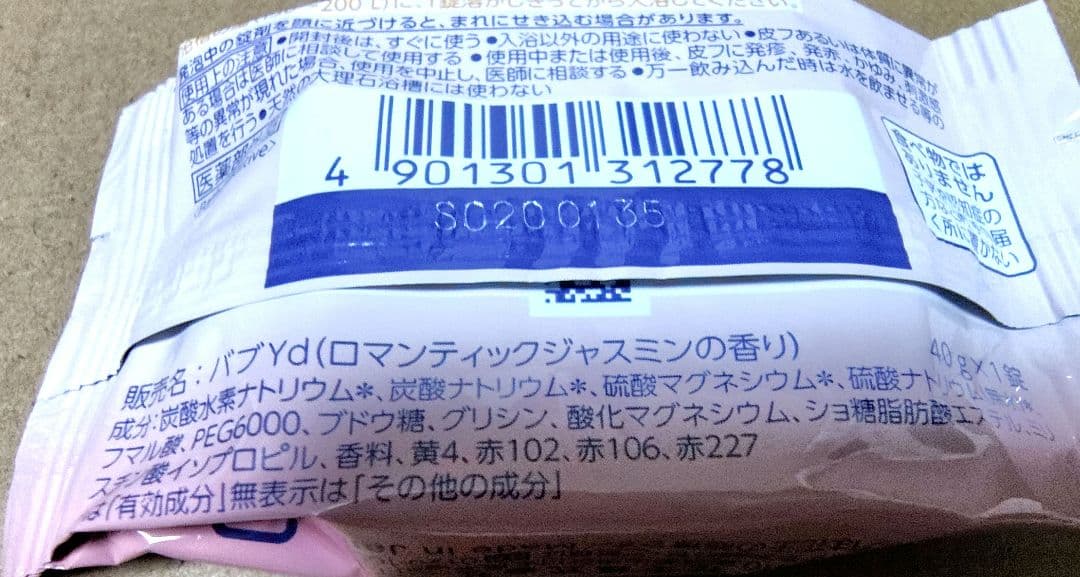 200 L)に、1錠溶かしきってから入浴してください。
発泡中の錠剤を顔に近づけると、まれにせき込む場合があります。
使用上の注意 ●開封後は、すぐに使う ●入浴以外の用途に使わない ●皮フあるいは体質に異常が
ある場合は医師に相談して使用する ●使用中または使用後、皮フに発疹、発赤、かゆみ、刺激感
等の異常が現れた場合、使用を中止し、医師に相談する ●万一飲み込んだ時は水を飲ませる等の
処置を行う ●天然の大理石浴槽には使わない
医薬部
4 901301 312778
S0200135
食べ物では
ありません
の届
く所に置かない
販売名：バブYd(ロマンティックジャスミンの香り)
40g×1錠
成分：炭酸水素ナトリウム＊、炭酸ナトリウム＊、硫酸マグネシウム＊、硫酸ナトリウム
フマル酸、PEG6000、ブドウ糖、グリシン、酸化マグネシウム、ショ糖脂肪酸エステル、ミリ
スチン酸イソプロピル、香料、黄4、赤102、赤106、赤227
は「有効成分」無表示は「その他の成分」